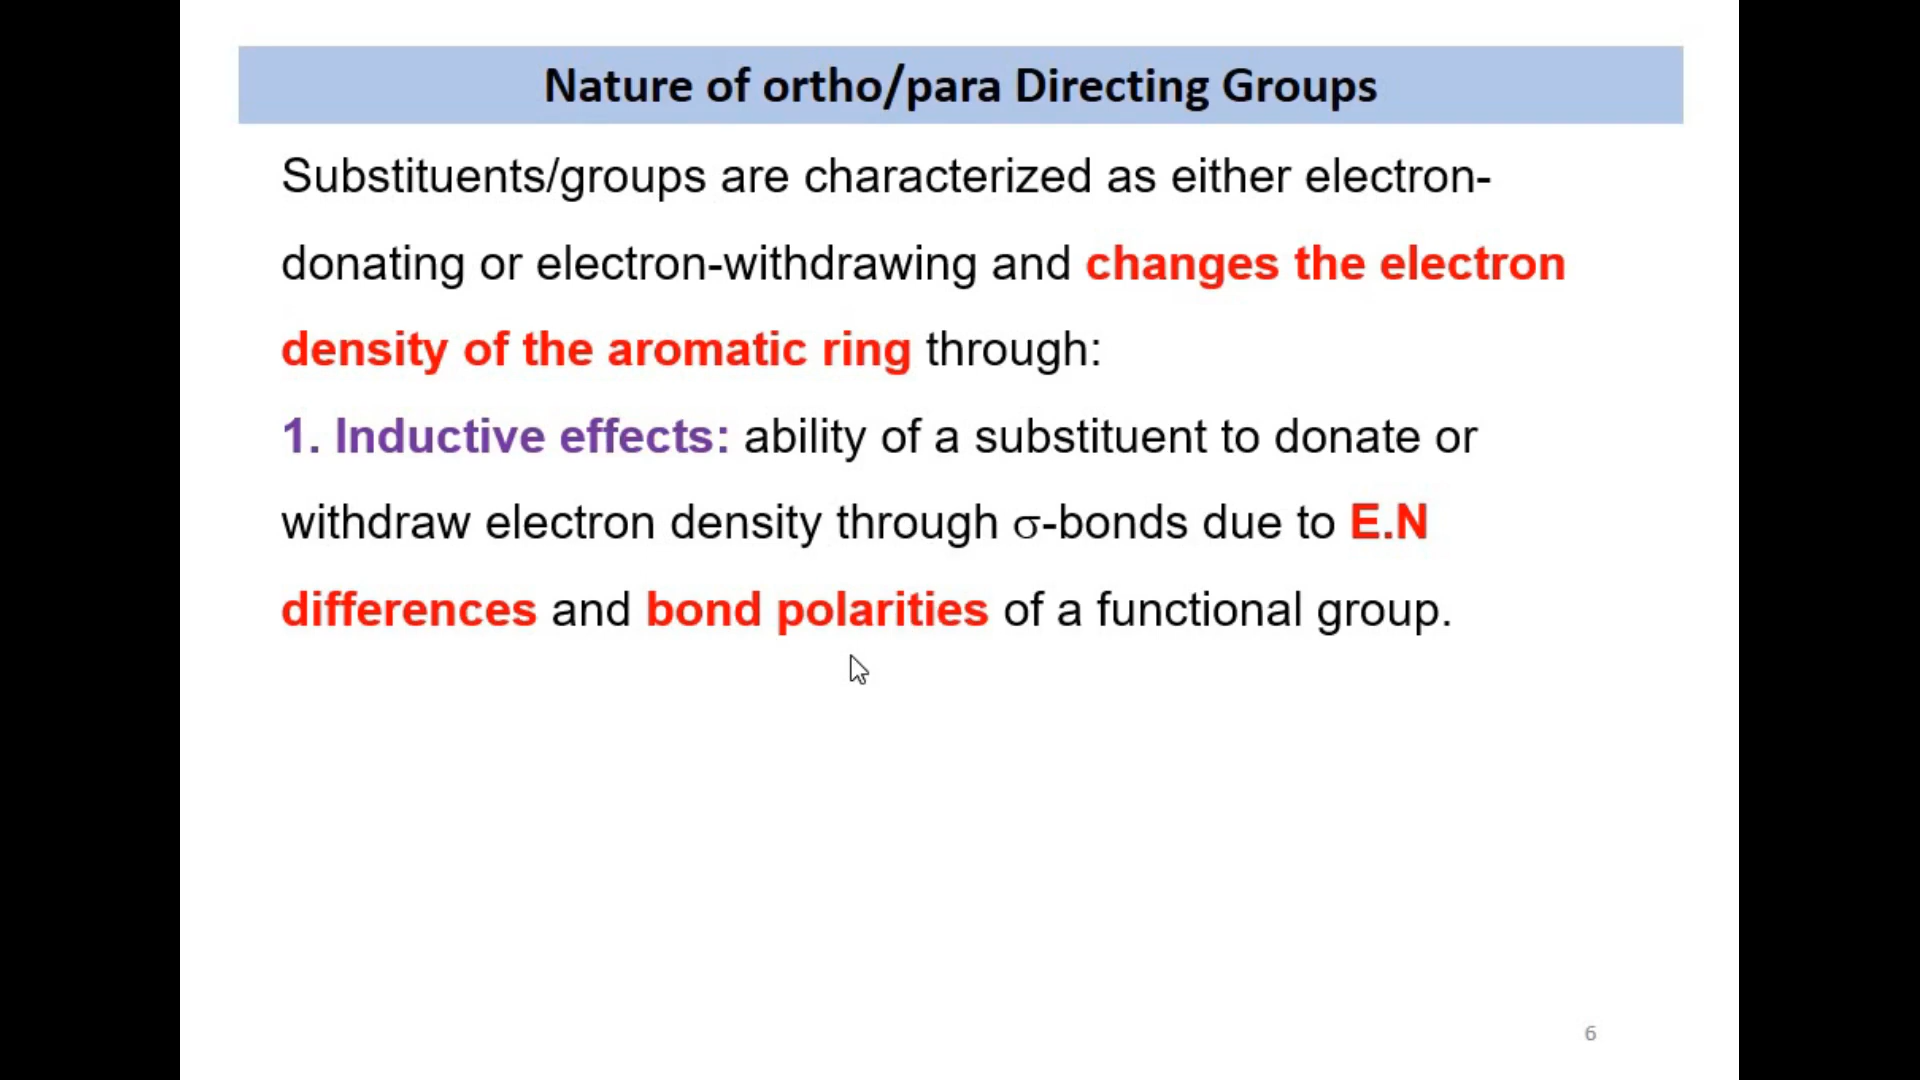 Nature of ortho/para Directing Groups
Substituents/groups are characterized as either electron-
donating or electron-withdrawing and changes the electron
density of the aromatic ring through:
1. Inductive effects: ability of a substituent to donate or
withdraw electron density through σ-bonds due to E.N
differences and bond polarities of a functional group.
6